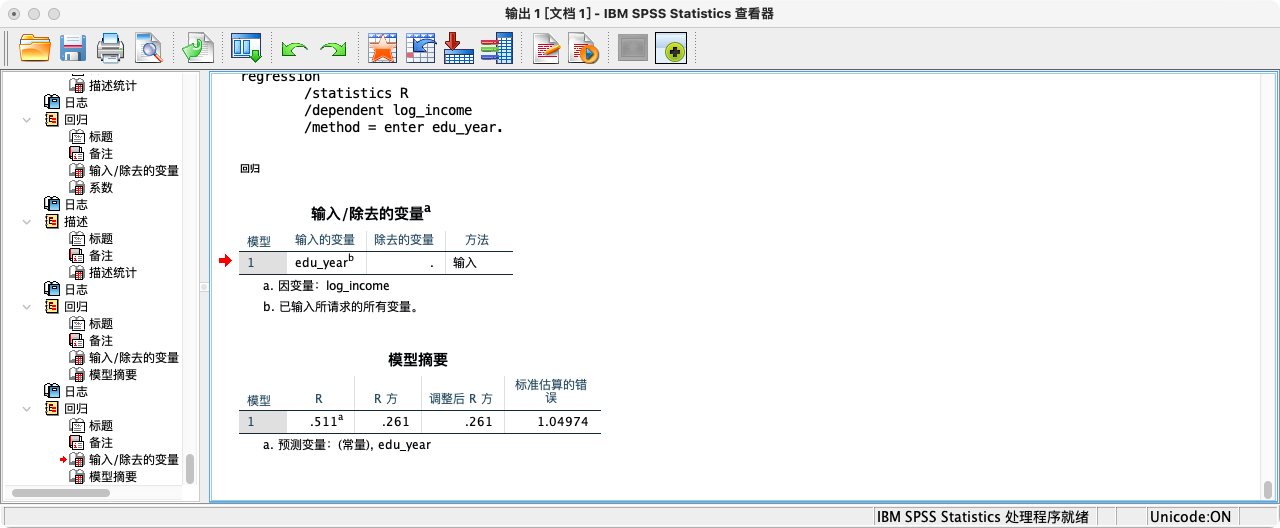 输出 1 [文档 1] - IBM SPSS Statistics 查看器
描述统计
日志
回归
标题
备注
输入/除去的变量
系数
日志
描述
标题
备注
描述统计
日志
回归
标题
备注
输入/除去的变量
模型摘要
日志
回归
标题
备注
输入/除去的变量
模型摘要
regression
/statistics R
/dependent log_income
/method = enter edu_year.
回归
输入/除去的变量a
模型 输入的变量 除去的变量 方法
1 edu_yearb . 输入
a. 因变量：log_income
b. 已输入所请求的所有变量。
模型摘要
模型 R R 方 调整后 R 方 标准估算的错
误
1 .511a .261 .261 1.04974
a. 预测变量：(常量), edu_year
IBM SPSS Statistics 处理程序就绪 Unicode:ON